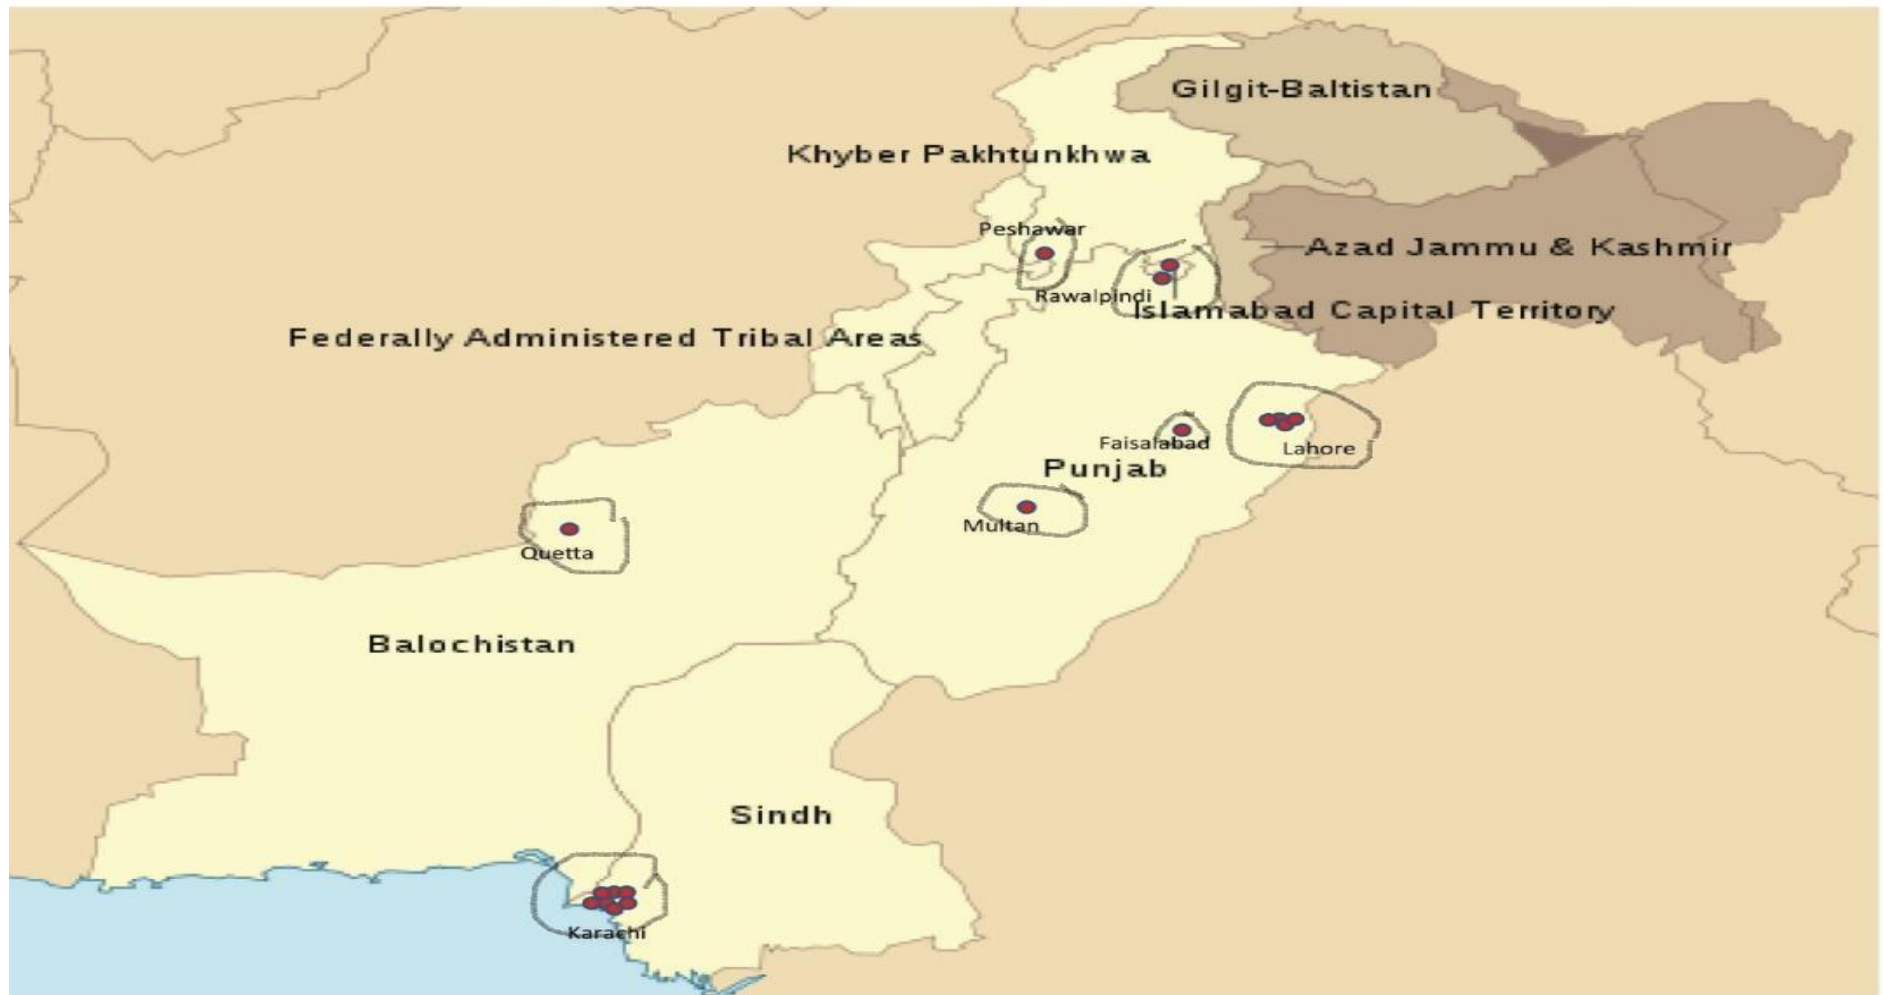 Gilgit-Baltistan
Khyber Pakhtunkhwa
Peshawar
Azad Jammu & Kashmir
Rawalpindi
Islamabad Capital Territory
Federally Administered Tribal Areas
Faisalabad
Lahore
Punjab
Multan
Quetta
Balochistan
Sindh
Karachi